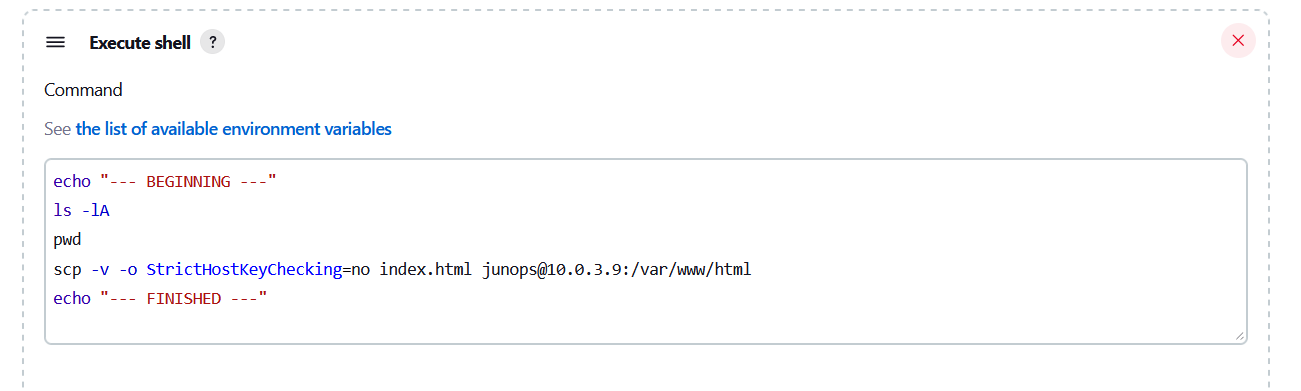 Execute shell ?
Command
See the list of available environment variables
echo "--- BEGINNING ---"
ls -lA
pwd
scp -v -o StrictHostKeyChecking=no index.html junops@10.0.3.9:/var/www/html
echo "--- FINISHED ---"